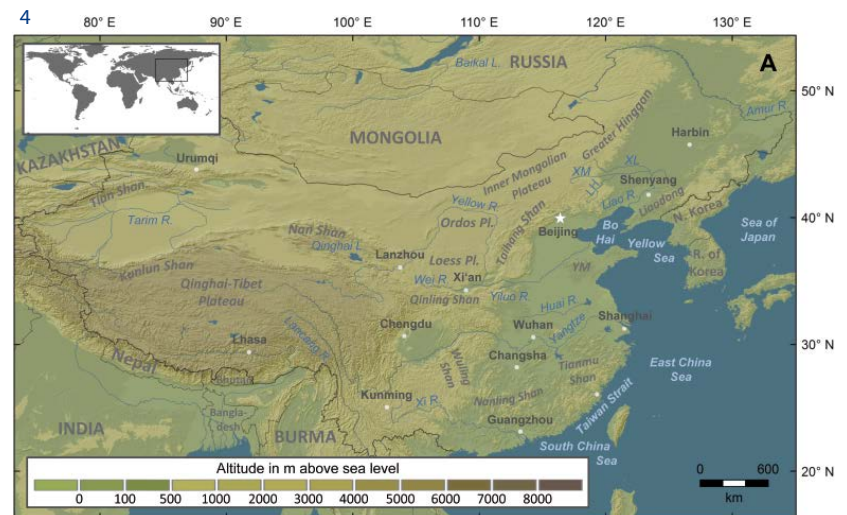 4
80° E
90° E
100° E
110° E
120° E
130° E
A
Baikal L.
RUSSIA
50° N
MONGOLIA
Greater Hinggan
Amur R.
Harbin
KAZAKHSTAN
Urumqi
Inner Mongolian
Plateau
XM
XL
LH
Shenyang
Tian Shan
Yellow R.
Liao R.
Liaodong
N. Korea
Tarim R.
Ordos Pl.
Taihang Shan
Beijing
Bo
Hai
40° N
Nan Shan
Qinghai L.
Yellow
Sea
Sea of
Japan
Lanzhou
Loess Pl.
R. of
Korea
Kunlun Shan
Wei R.
Xi'an
YM
Qinghai-Tibet
Plateau
Qinling Shan
Yiluo R.
Huai R.
Lancang R.
Chengdu
Wuhan
Yangtze
Shanghai
Lhasa
Changsha
30° N
Nepal
Wuling
Shan
Tianmu
Shan
East China
Sea
Bhutan
Kunming
Xi R.
Nanling Shan
Taiwan Strait
Bangla-
desh
INDIA
BURMA
Guangzhou
South China
Sea
20° N
Altitude in m above sea level
0 100 500 1000 2000 3000 4000 5000 6000 7000 8000
0 600
km